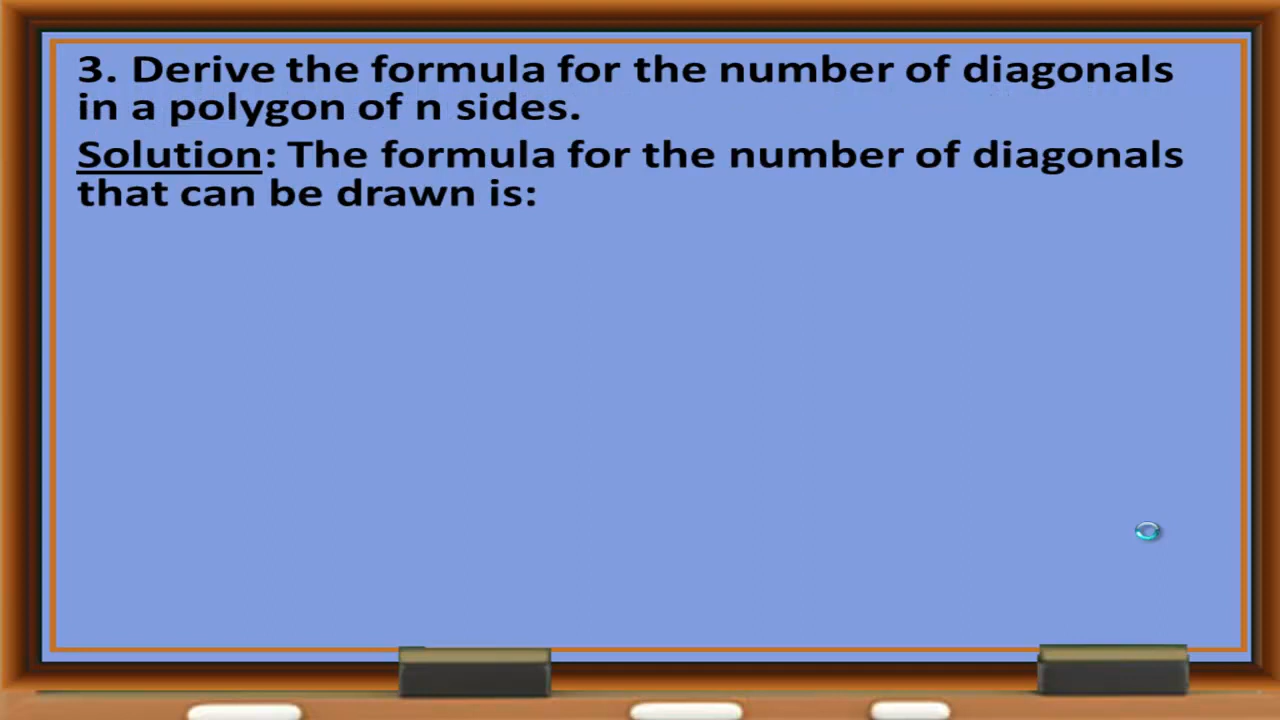 3. Derive the formula for the number of diagonals
in a polygon of n sides.
Solution: The formula for the number of diagonals
that can be drawn is: